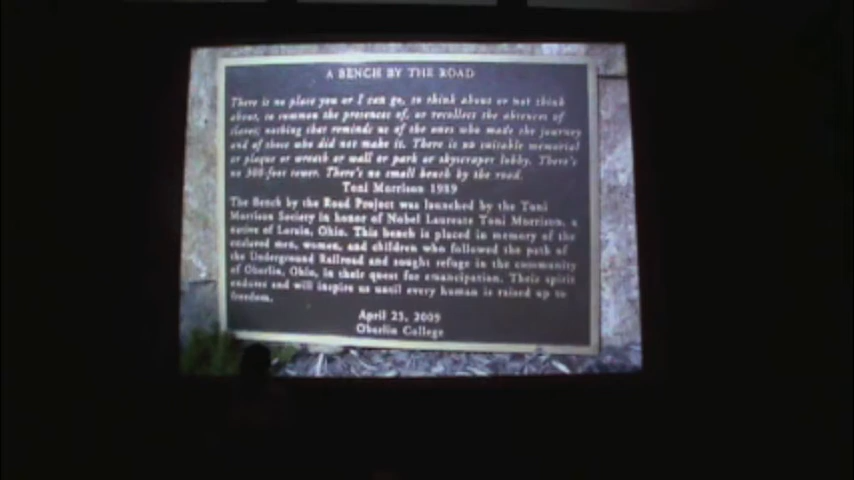 A BENCH BY THE ROAD
There is no place you or I can go, to think about or not think
about, to summon the presences of, or recollect the absences of
slaves; nothing that reminds us of the ones who made the journey
and of those who did not make it. There is no suitable memorial
or plaque or wreath or wall or park or skyscraper lobby. There's
no 300-foot tower. There's no small bench by the road.
Toni Morrison 1989
The Bench by the Road Project was launched by the Toni
Morrison Society in honor of Nobel Laureate Toni Morrison, a
native of Lorain, Ohio. This bench is placed in memory of the
enslaved men, women, and children who followed the path of
the Underground Railroad and sought refuge in the community
of Oberlin, Ohio, in their quest for emancipation. Their spirit
endures and will inspire us until every human is raised up to
freedom.
April 23, 2009
Oberlin College